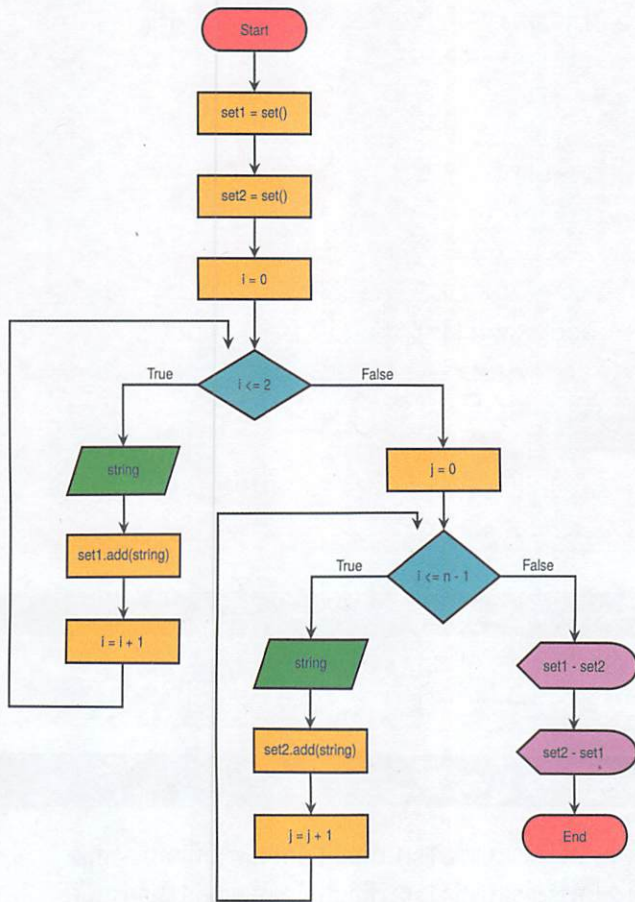 Start
set1 = set()
set2 = set()
i = 0
i <= 2
True
False
string
set1.add(string)
i = i + 1
j = 0
i <= n - 1
True
False
string
set2.add(string)
j = j + 1
set1 - set2
set2 - set1
End